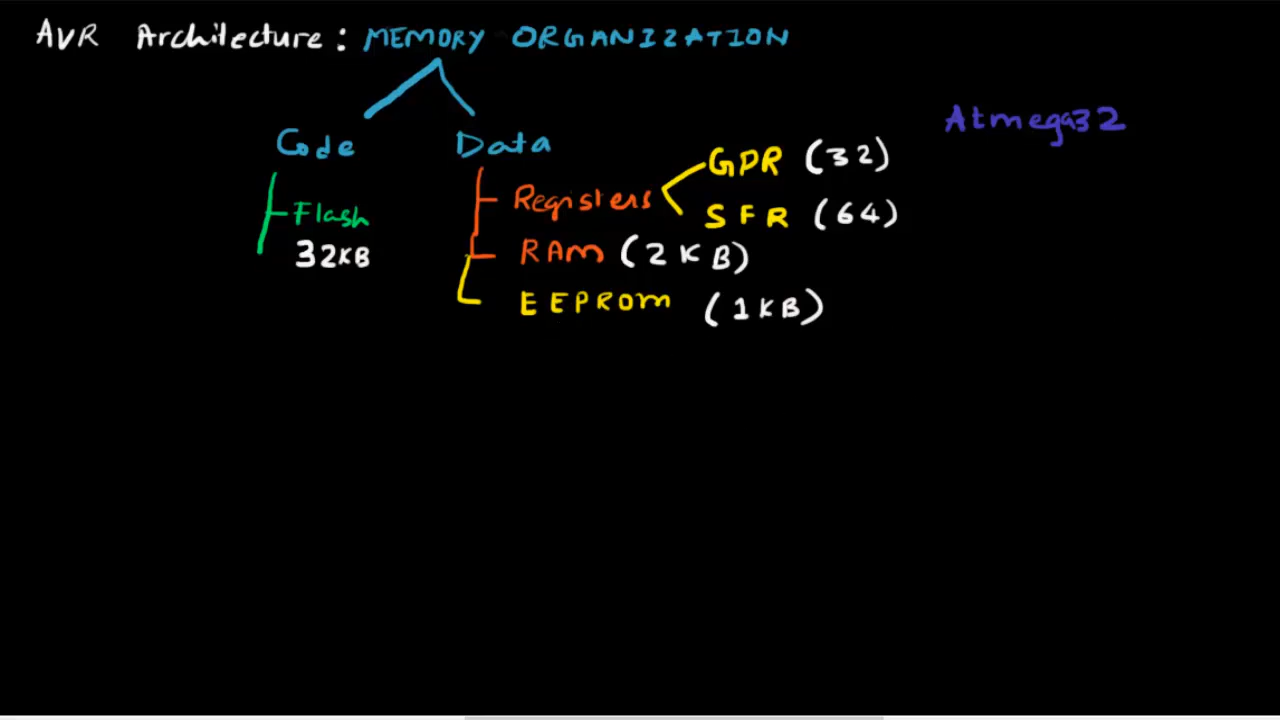 AVR Architecture: MEMORY ORGANIZATION
Atmega32
Code
Data
Flash
32KB
Registers
GPR (32)
SFR (64)
RAM (2KB)
EEPROM (1KB)